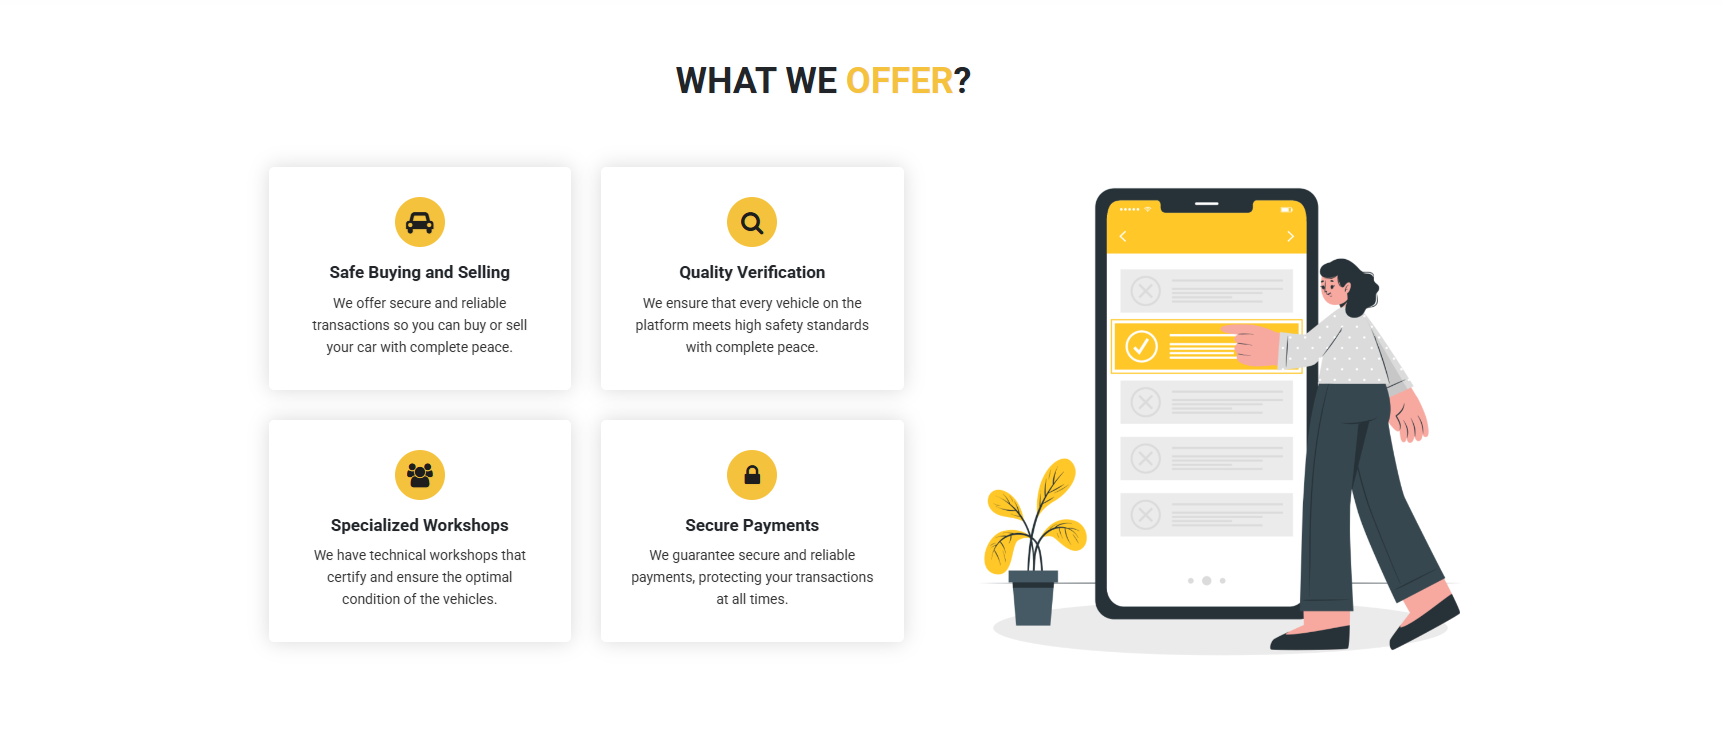 WHAT WE OFFER?
Safe Buying and Selling
We offer secure and reliable
transactions so you can buy or sell
your car with complete peace.
Quality Verification
We ensure that every vehicle on the
platform meets high safety standards
with complete peace.
Specialized Workshops
We have technical workshops that
certify and ensure the optimal
condition of the vehicles.
Secure Payments
We guarantee secure and reliable
payments, protecting your transactions
at all times.